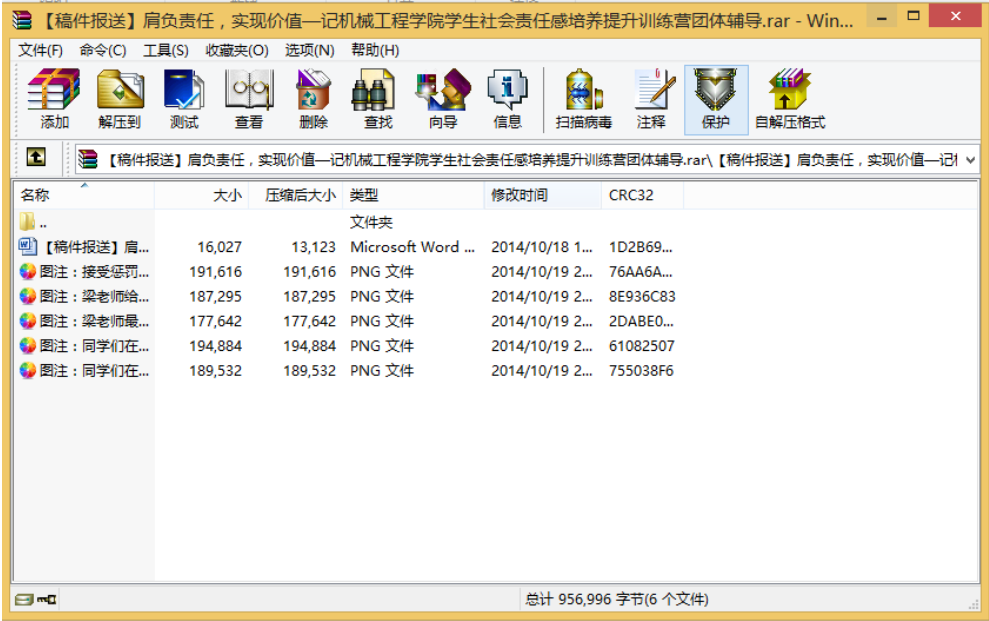 【稿件报送】肩负责任，实现价值—记机械工程学院学生社会责任感培养提升训练营团体辅导.rar - Win...
文件(F) 命令(C) 工具(S) 收藏夹(O) 选项(N) 帮助(H)
添加 解压到 测试 查看 删除 查找 向导 信息 扫描病毒 注释 保护 自解压格式
【稿件报送】肩负责任，实现价值—记机械工程学院学生社会责任感培养提升训练营团体辅导.rar\【稿件报送】肩负责任，实现价值—记
名称 大小 压缩后大小 类型 修改时间 CRC32
.. 文件夹
【稿件报送】肩... 16,027 13,123 Microsoft Word ... 2014/10/18 1... 1D2B69...
图注：接受惩罚... 191,616 191,616 PNG 文件 2014/10/19 2... 76AA6A...
图注：梁老师给... 187,295 187,295 PNG 文件 2014/10/19 2... 8E936C83
图注：梁老师最... 177,642 177,642 PNG 文件 2014/10/19 2... 2DABE0...
图注：同学们在... 194,884 194,884 PNG 文件 2014/10/19 2... 61082507
图注：同学们在... 189,532 189,532 PNG 文件 2014/10/19 2... 755038F6
总计 956,996 字节(6 个文件)